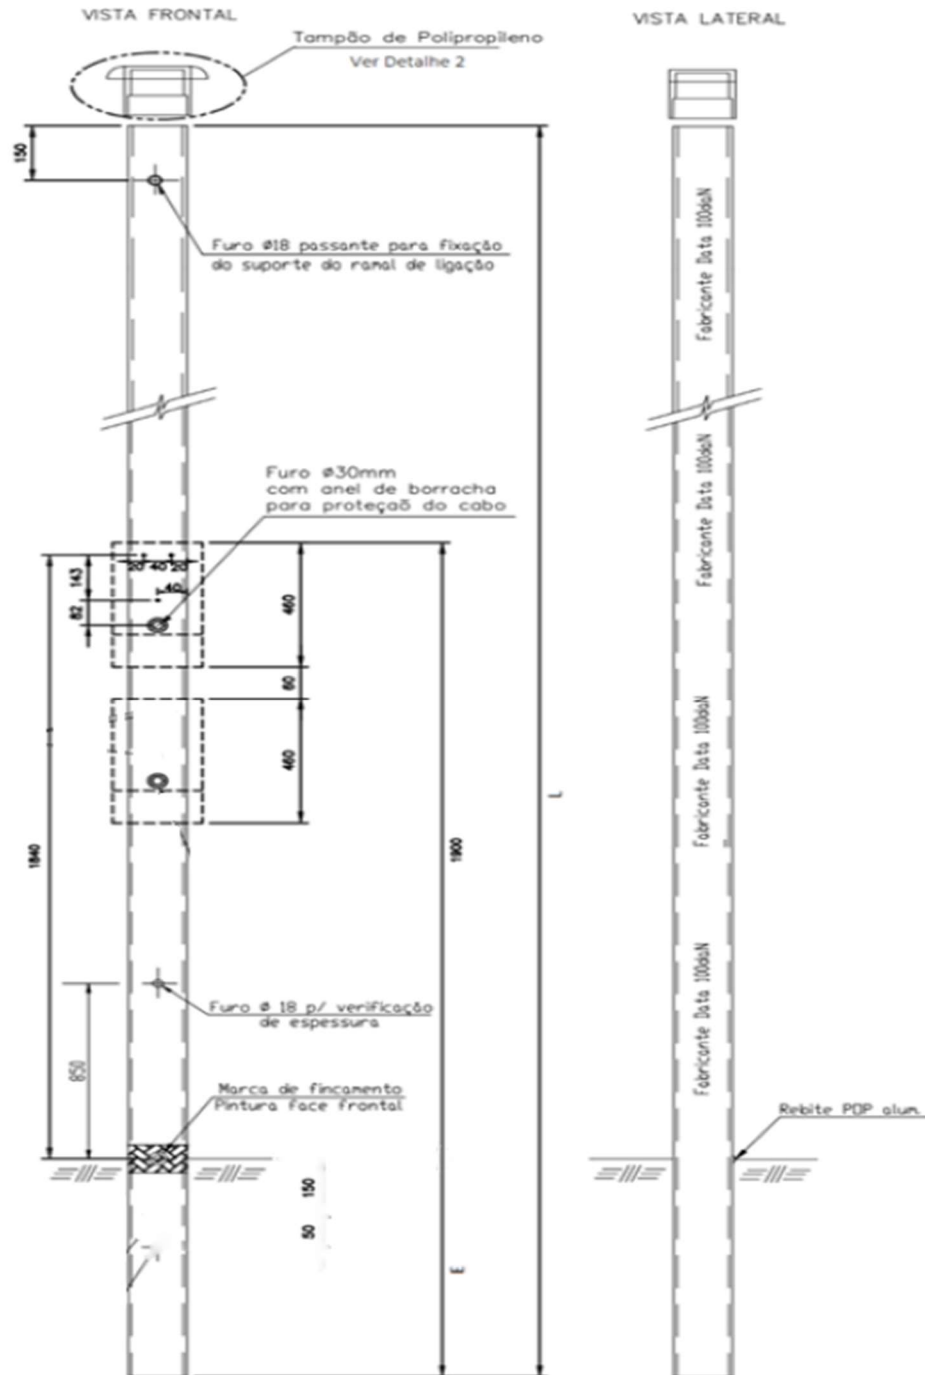 VISTA FRONTAL
VISTA LATERAL
Tampão de Polipropileno
Ver Detalhe 2
150
Furo Ø18 passante para fixação
do suporte do ramal de ligação
Fabricante Data 100daN
Furo Ø30mm
com anel de borracha
para proteçaõ do cabo
Fabricante Data 100daN
20 40 20
143
40
82
460
60
460
Fabricante Data 100daN
L
1840
1900
Fabricante Data 100daN
Furo Ø 18 p/ verificação
de espessura
850
Marca de fincamento
Pintura face frontal
Rebite POP alum.
150
50
E